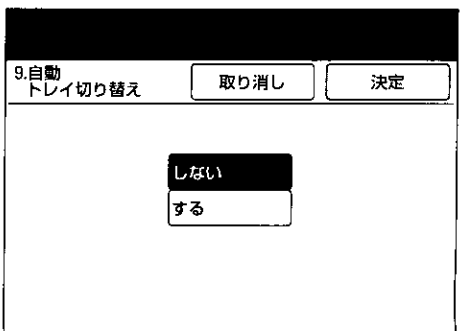 9.自動
トレイ切り替え
取り消し
決定
しない
する